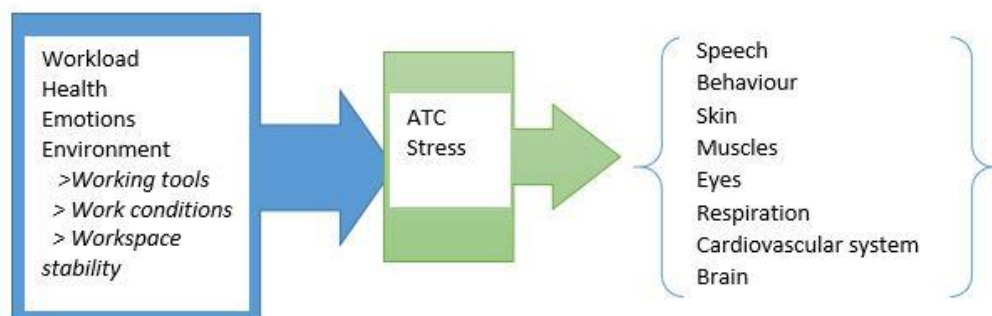 Workload
Health
Emotions
Environment
>Working tools
> Work conditions
> Workspace
stability
ATC
Stress
Speech
Behaviour
Skin
Muscles
Eyes
Respiration
Cardiovascular system
Brain